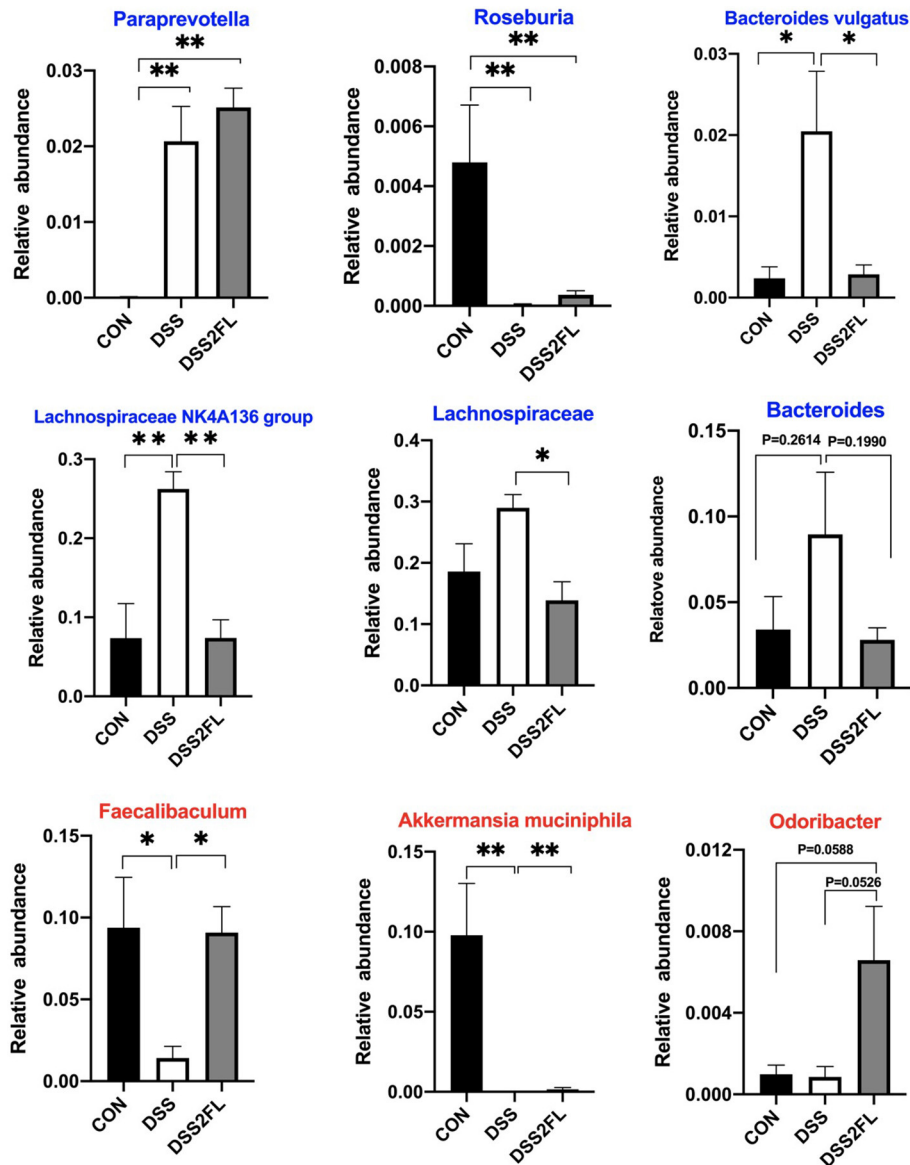 Paraprevotella
**
**
Relative abundance
0.03
0.02
0.01
0.00
CON
DSS
DSS2FL
Roseburia
**
**
Relative abundance
0.008
0.006
0.004
0.002
0.000
CON
DSS
DSS2FL
Bacteroides vulgatus
* *
Relative abundance
0.03
0.02
0.01
0.00
CON
DSS
DSS2FL
Lachnospiraceae NK4A136 group
** **
Relative abundance
0.3
0.2
0.1
0.0
CON
DSS
DSS2FL
Lachnospiraceae
*
Relative abundance
0.4
0.3
0.2
0.1
0.0
CON
DSS
DSS2FL
Bacteroides
P=0.2614 P=0.1990
Relatove abundance
0.15
0.10
0.05
0.00
CON
DSS
DSS2FL
Faecalibaculum
* *
Relative abundance
0.15
0.10
0.05
0.00
CON
DSS
DSS2FL
Akkermansia muciniphila
** **
Relative abundance
0.15
0.10
0.05
0.00
CON
DSS
DSS2FL
Odoribacter
P=0.0588
P=0.0526
Relative abundance
0.012
0.008
0.004
0.000
CON
DSS
DSS2FL